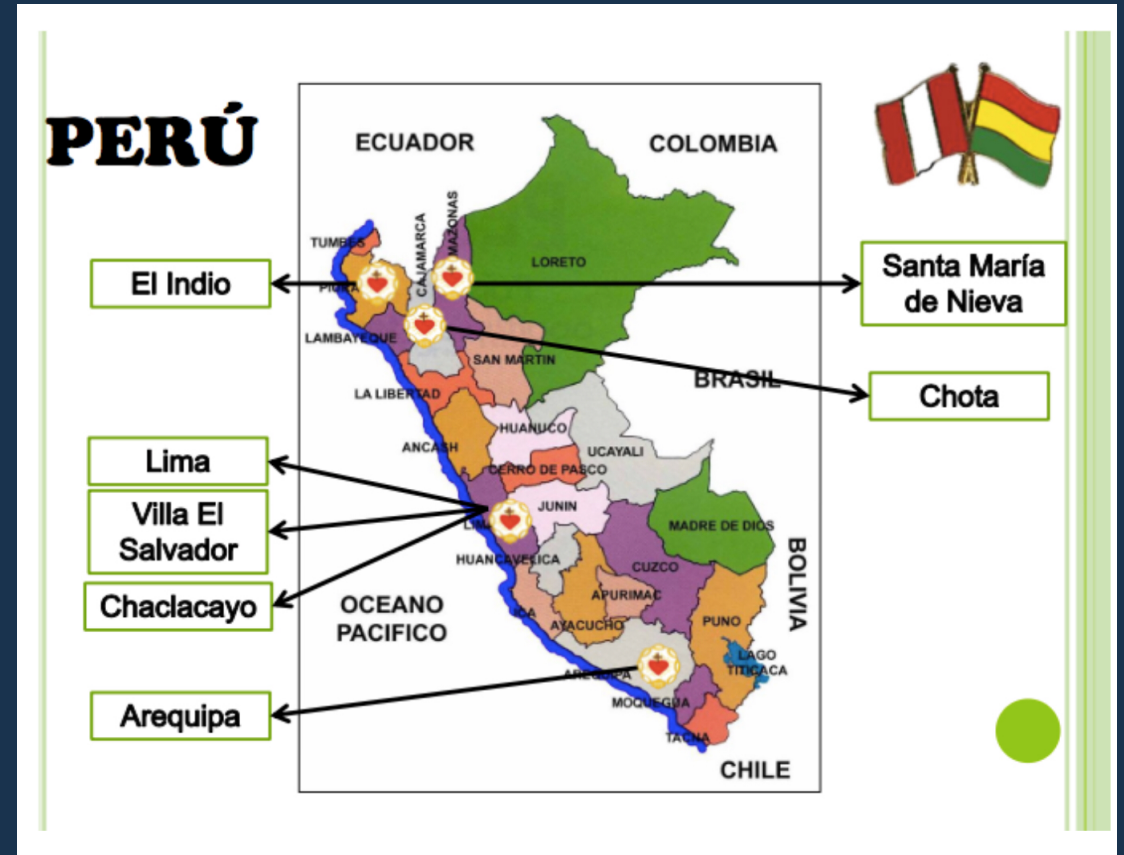 PERÚ
ECUADOR
COLOMBIA
TUMBES
CAJAMARCA
AMAZONAS
LORETO
El Indio
PIURA
Santa María
de Nieva
LAMBAYEQUE
SAN MARTIN
BRASIL
Chota
LA LIBERTAD
HUANUCO
ANCASH
UCAYALI
CERRO DE PASCO
Lima
Villa El
Salvador
Chaclacayo
JUNIN
LIMA
MADRE DE DIOS
HUANCAVELICA
CUZCO
BOLIVIA
APURIMAC
OCEANO
PACIFICO
ICA
AYACUCHO
PUNO
LAGO
TITICACA
AREQUIPA
Arequipa
MOQUEGUA
TACNA
CHILE